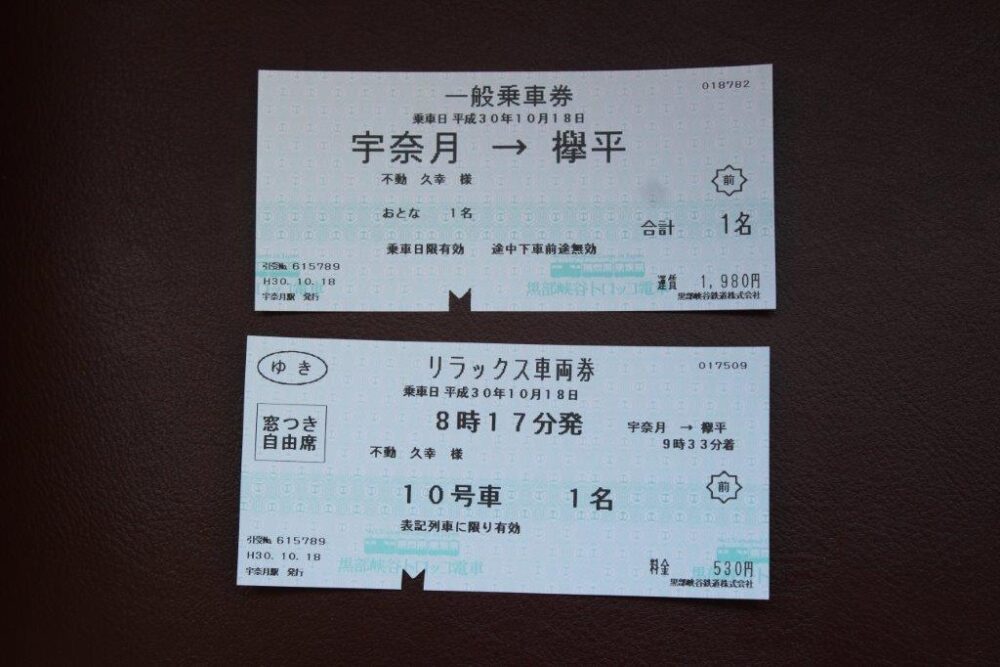 018782
一般乗車券
乗車日 平成30年10月18日
宇奈月 → 欅平
不動 久幸 様
前
おとな 1名
合計 1名
乗車日限有効 途中下車前途無効
引受№ 615789
H30.10.18
宇奈月駅 発行
黒部峡谷トロッコ電車
運賃 1,980円
黒部峡谷鉄道株式会社
ゆき
リラックス車両券
017509
乗車日 平成30年10月18日
窓つき
自由席
8時17分発
宇奈月 → 欅平
9時33分着
不動 久幸 様
前
10号車 1名
表記列車に限り有効
引受№ 615789
H30.10.18
宇奈月駅 発行
黒部峡谷トロッコ電車
料金 530円
黒部峡谷鉄道株式会社